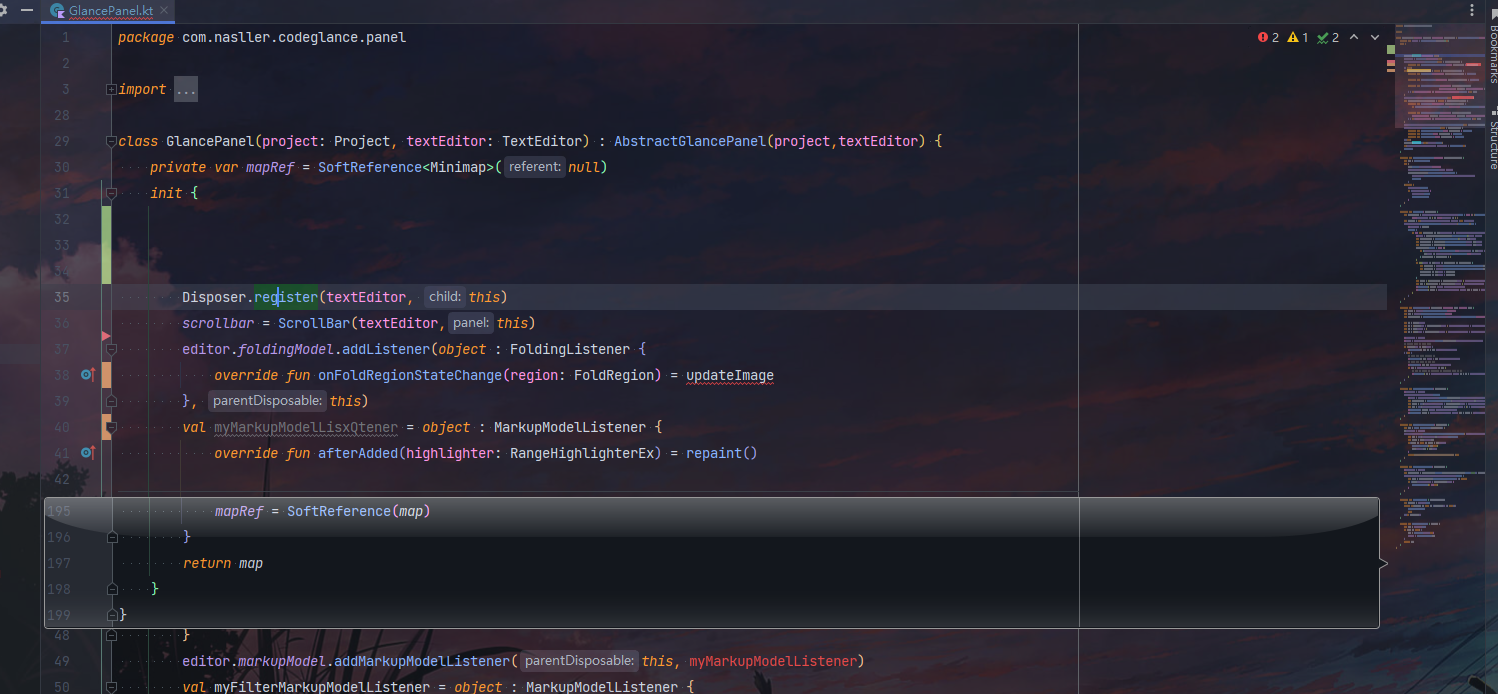 GlancePanel.kt
1 package com.nasller.codeglance.panel
2 1 2
2
3 import ...
28
29 class GlancePanel(project: Project, textEditor: TextEditor) : AbstractGlancePanel(project,textEditor) {
30 private var mapRef = SoftReference<Minimap>( referent: null)
31 init {
32
33
34
35 Disposer.register(textEditor, child: this)
36 scrollbar = ScrollBar(textEditor, panel: this)
37 editor.foldingModel.addListener(object : FoldingListener {
38 override fun onFoldRegionStateChange(region: FoldRegion) = updateImage
39 }, parentDisposable: this)
40 val myMarkupModelLisxQtener = object : MarkupModelListener {
41 override fun afterAdded(highlighter: RangeHighlighterEx) = repaint()
42
195 mapRef = SoftReference(map)
196 }
197 return map
198 }
199 }
48 }
49 editor.markupModel.addMarkupModelListener( parentDisposable: this, myMarkupModelListener)
50 val myFilterMarkupModelListener = object : MarkupModelListener {
Bookmarks
Structure